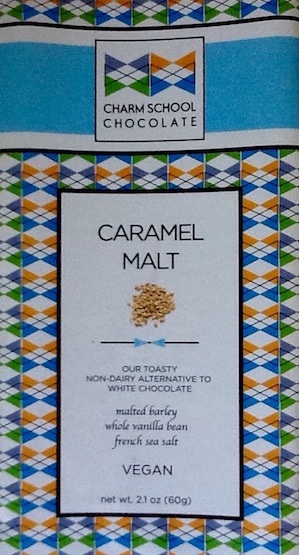 CHARM SCHOOL
CHOCOLATE
CARAMEL
MALT
OUR TOASTY
NON-DAIRY ALTERNATIVE TO
WHITE CHOCOLATE
malted barley
whole vanilla bean
french sea salt
VEGAN
net wt. 2.1 oz (60g)